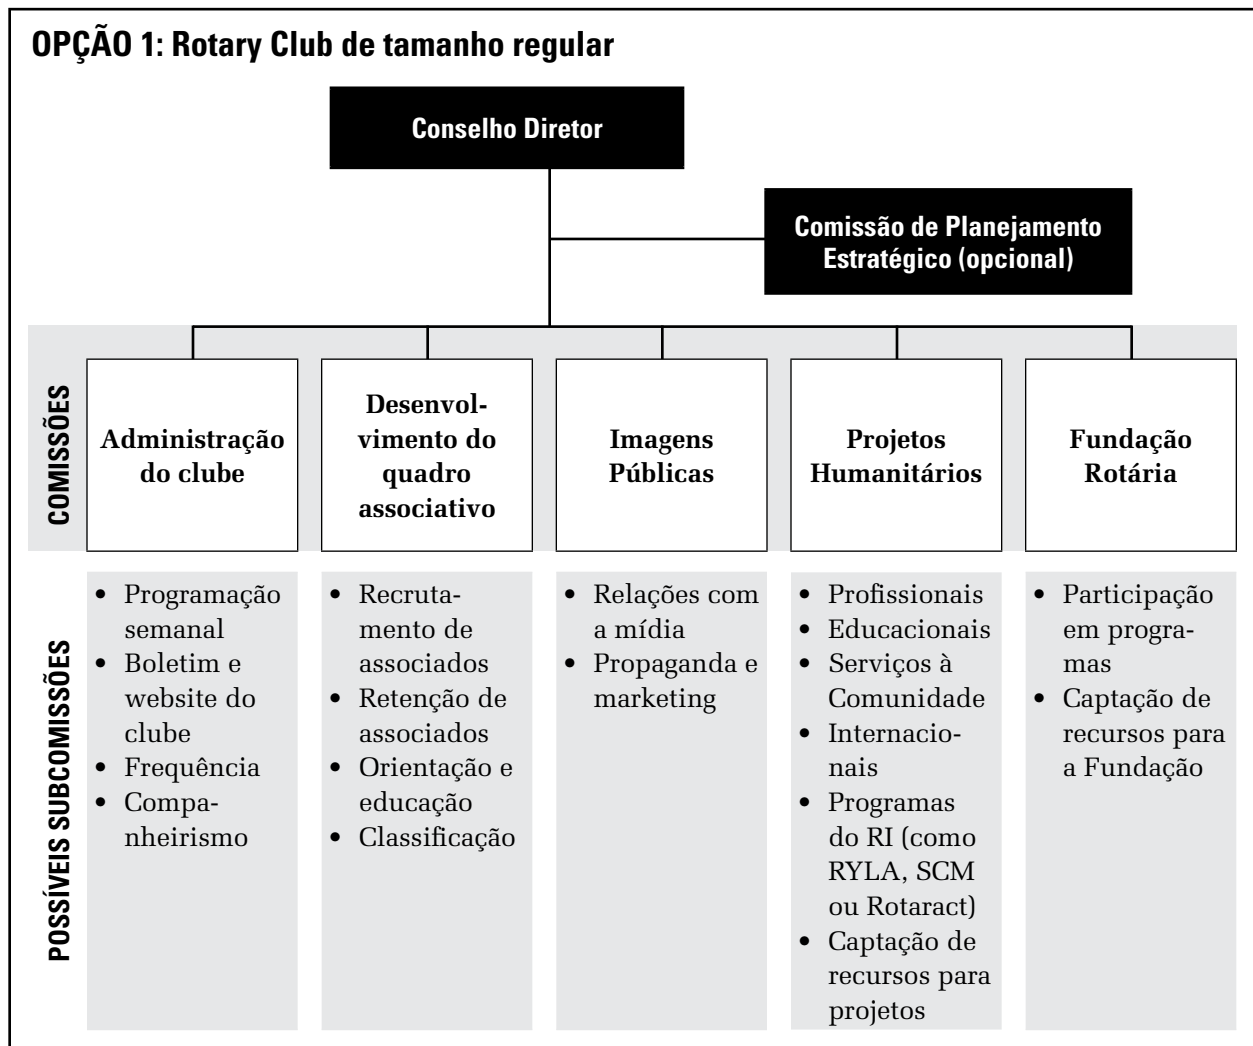 OPÇÃO 1: Rotary Club de tamanho regular
Conselho Diretor
Comissão de Planejamento
Estratégico (opcional)
COMISSÕES
Administração
do clube
Desenvol-
vimento do
quadro
associativo
Imagens
Públicas
Projetos
Humanitários
Fundação
Rotária
POSSÍVEIS SUBCOMISSÕES
• Programação
semanal
• Boletim e
website do
clube
• Frequência
• Compa-
nheirismo
• Recruta-
mento de
associados
• Retenção de
associados
• Orientação e
educação
• Classificação
• Relações com
a mídia
• Propaganda e
marketing
• Profissionais
• Educacionais
• Serviços à
Comunidade
• Internacio-
nais
• Programas
do RI (como
RYLA, SCM
ou Rotaract)
• Captação de
recursos para
projetos
• Participação
em progra-
mas
• Captação de
recursos para
a Fundação